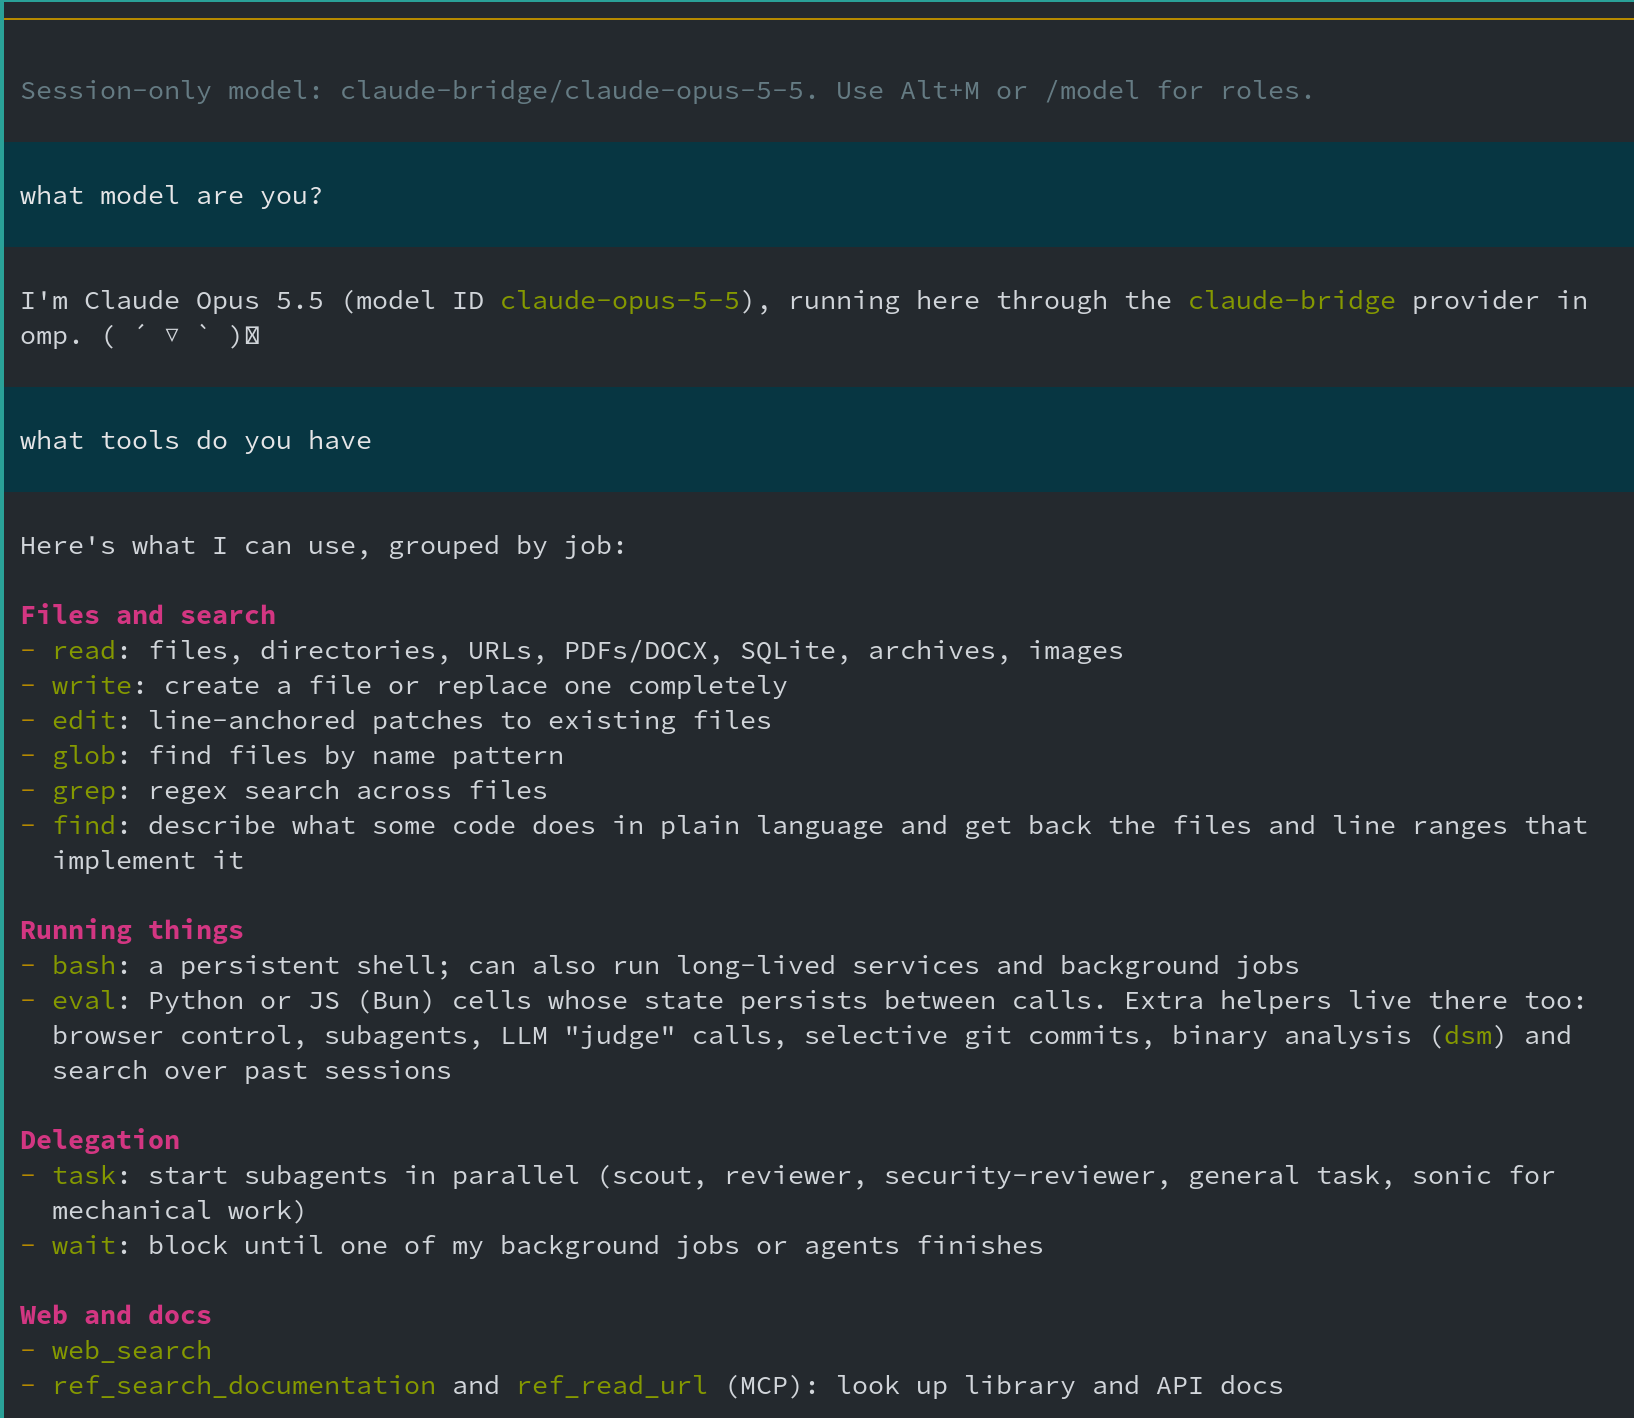 Session-only model: claude-bridge/claude-opus-5-5. Use Alt+M or /model for roles.
what model are you?
I'm Claude Opus 5.5 (model ID claude-opus-5-5), running here through the claude-bridge provider in
omp. ( ´ ▽ ` )
what tools do you have
Here's what I can use, grouped by job:
Files and search
- read: files, directories, URLs, PDFs/DOCX, SQLite, archives, images
- write: create a file or replace one completely
- edit: line-anchored patches to existing files
- glob: find files by name pattern
- grep: regex search across files
- find: describe what some code does in plain language and get back the files and line ranges that
implement it
Running things
- bash: a persistent shell; can also run long-lived services and background jobs
- eval: Python or JS (Bun) cells whose state persists between calls. Extra helpers live there too:
browser control, subagents, LLM "judge" calls, selective git commits, binary analysis (dsm) and
search over past sessions
Delegation
- task: start subagents in parallel (scout, reviewer, security-reviewer, general task, sonic for
mechanical work)
- wait: block until one of my background jobs or agents finishes
Web and docs
- web_search
- ref_search_documentation and ref_read_url (MCP): look up library and API docs